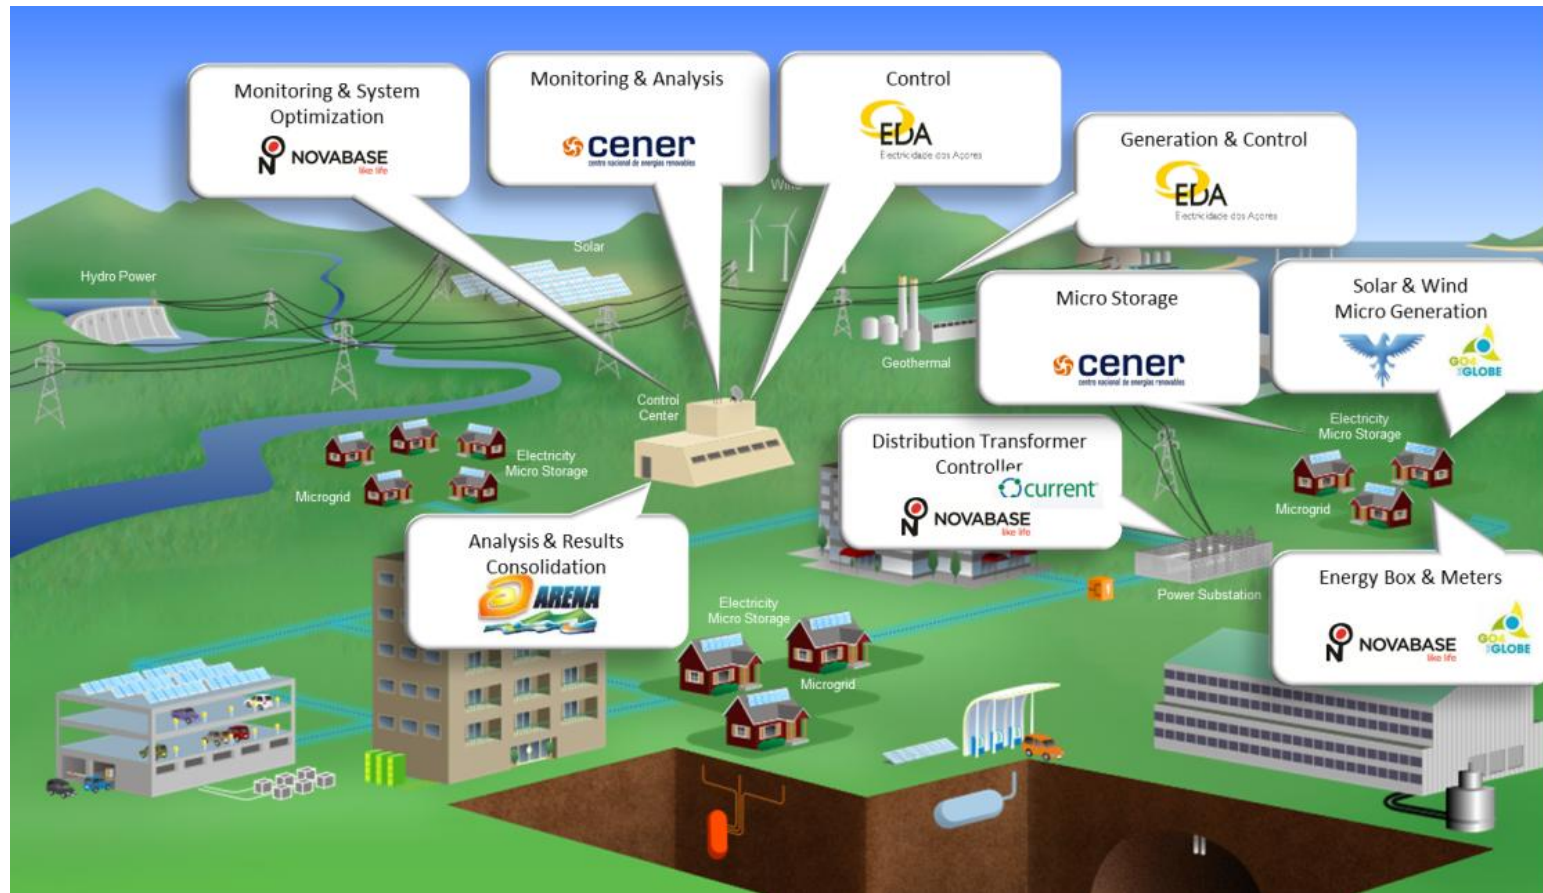 Monitoring & System
Optimization
NOVABASE
like life
Monitoring & Analysis
cener
centro nacional de energías renovables
Control
EDA
Electricidade dos Açores
Generation & Control
EDA
Electricidade dos Açores
Wind
Solar
Hydro Power
Geothermal
Micro Storage
cener
centro nacional de energías renovables
Solar & Wind
Micro Generation
GO4
THE GLOBE
Control
Center
Electricity
Micro Storage
Microgrid
Electricity
Micro Storage
Microgrid
Distribution Transformer
Controller
current
NOVABASE
like life
Analysis & Results
Consolidation
ARENA
Power Substation
Energy Box & Meters
NOVABASE
like life
GO4
THE GLOBE
Electricity
Micro Storage
Microgrid